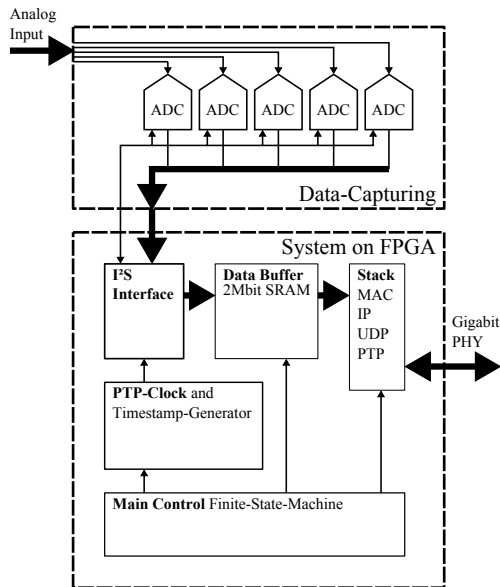 Analog
Input
ADC
ADC
ADC
ADC
ADC
Data-Capturing
System on FPGA
I²S
Interface
Data Buffer
2Mbit SRAM
Stack
MAC
IP
UDP
PTP
Gigabit
PHY
PTP-Clock and
Timestamp-Generator
Main Control Finite-State-Machine